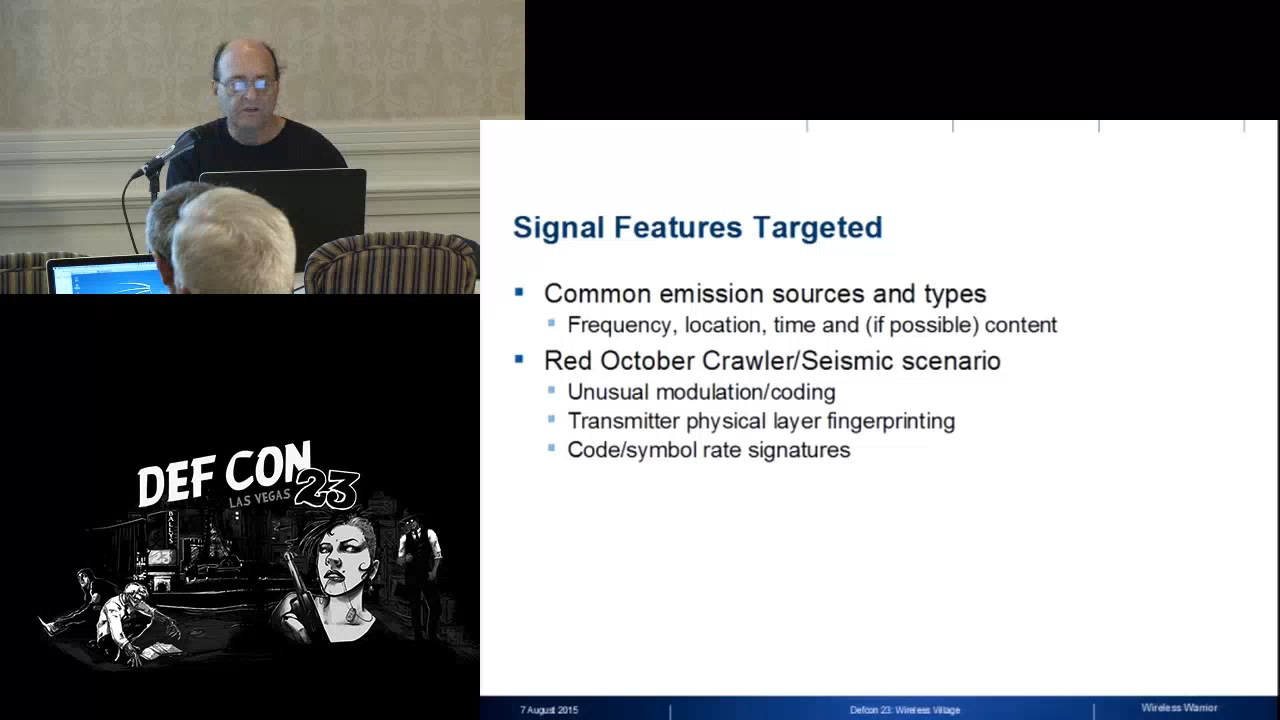 Signal Features Targeted
Common emission sources and types
Frequency, location, time and (if possible) content
Red October Crawler/Seismic scenario
Unusual modulation/coding
Transmitter physical layer fingerprinting
Code/symbol rate signatures
DEF CON
LAS VEGAS 23
BALLYS
7 August 2015
Defcon 23: Wireless Village
Wireless Warrior